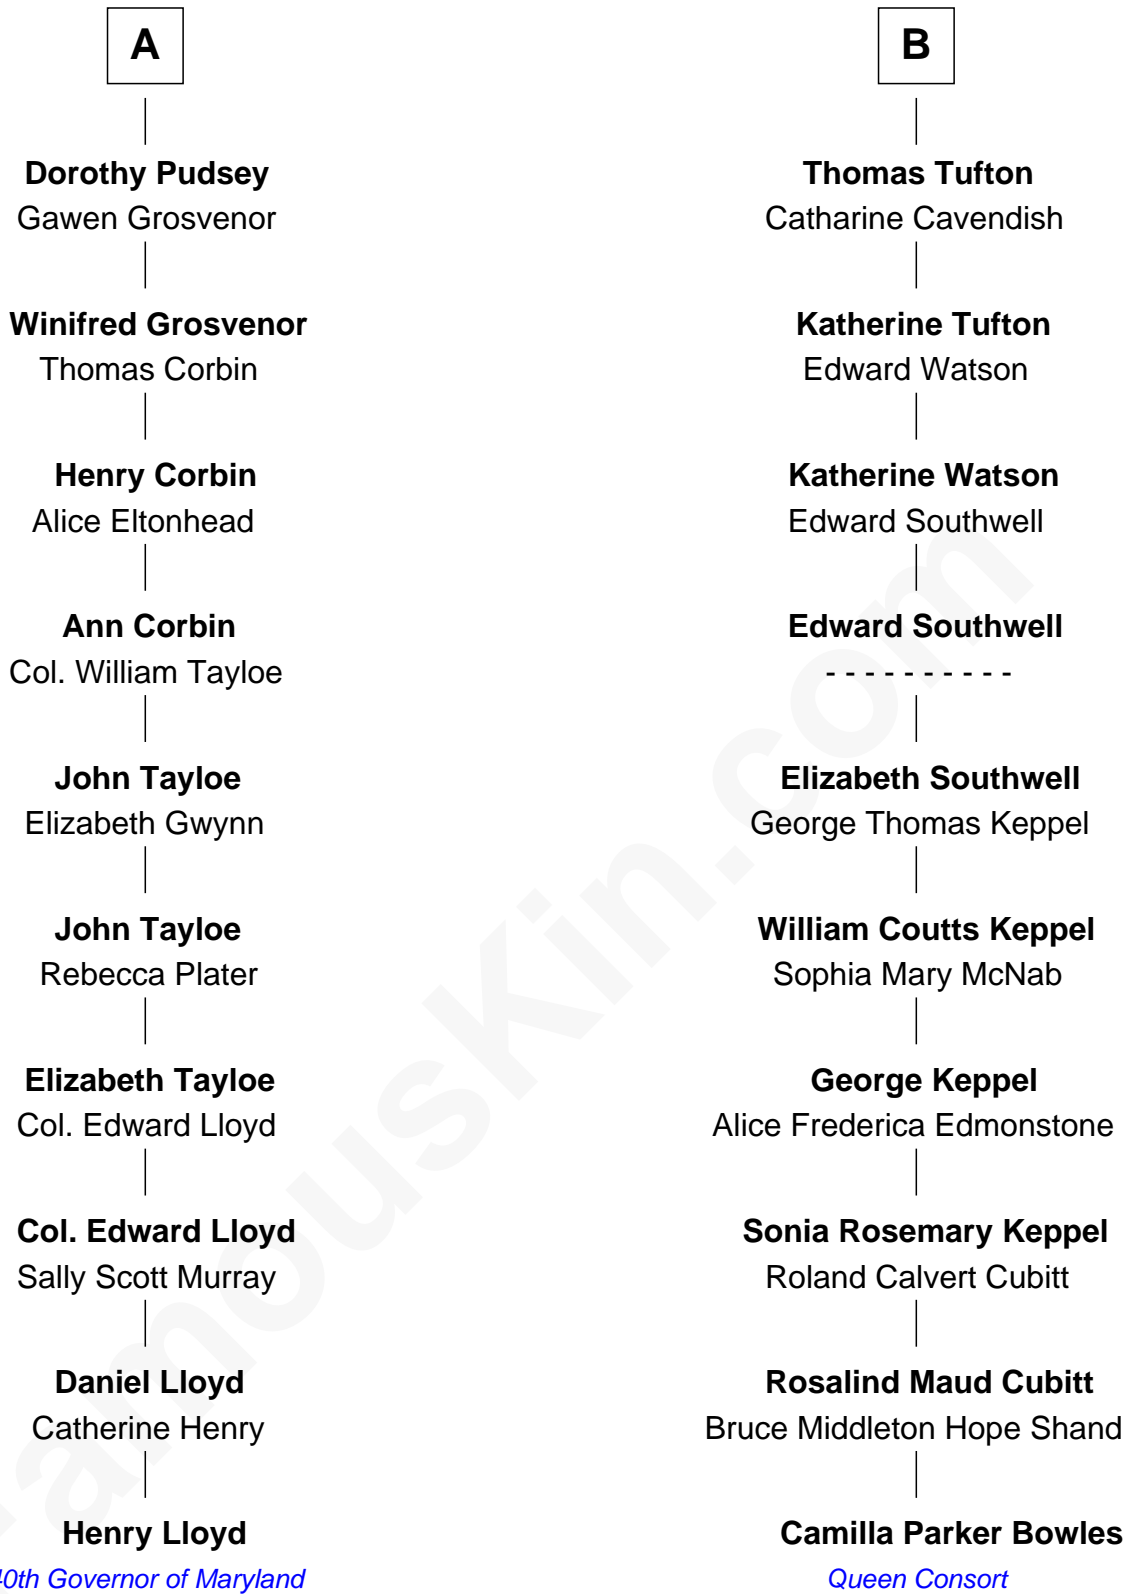 A
Dorothy Pudsey
Gawen Grosvenor
Winifred Grosvenor
Thomas Corbin
Henry Corbin
Alice Eltonhead
Ann Corbin
Col. William Tayloe
John Tayloe
Elizabeth Gwynn
John Tayloe
Rebecca Plater
Elizabeth Tayloe
Col. Edward Lloyd
Col. Edward Lloyd
Sally Scott Murray
Daniel Lloyd
Catherine Henry
Henry Lloyd
40th Governor of Maryland
B
Thomas Tufton
Catharine Cavendish
Katherine Tufton
Edward Watson
Katherine Watson
Edward Southwell
Edward Southwell
- - - - - - - - - -
Elizabeth Southwell
George Thomas Keppel
William Coutts Keppel
Sophia Mary McNab
George Keppel
Alice Frederica Edmonstone
Sonia Rosemary Keppel
Roland Calvert Cubitt
Rosalind Maud Cubitt
Bruce Middleton Hope Shand
Camilla Parker Bowles
Queen Consort
amousKin.com